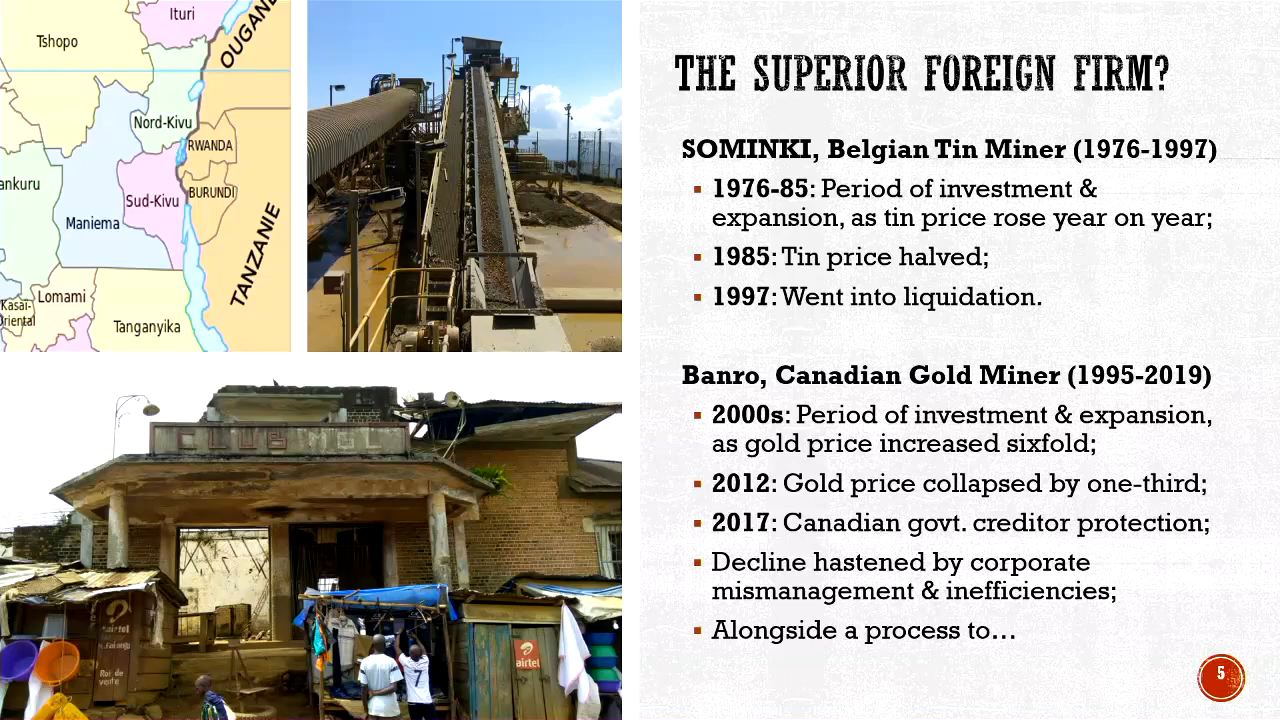 Ituri
Tshopo
OUGAN
Nord-Kivu
RWANDA
ankuru
BURUNDI
Sud-Kivu
Maniema
TANZANIE
Lomami
Kasaï-
Oriental
Tanganyika
THE SUPERIOR FOREIGN FIRM?
SOMINKI, Belgian Tin Miner (1976-1997)
1976-85: Period of investment &
expansion, as tin price rose year on year;
1985: Tin price halved;
1997: Went into liquidation.
Banro, Canadian Gold Miner (1995-2019)
2000s: Period of investment & expansion,
as gold price increased sixfold;
2012: Gold price collapsed by one-third;
2017: Canadian govt. creditor protection;
Decline hastened by corporate
mismanagement & inefficiencies;
Alongside a process to…
CLUB
airtel
airtel
7
5